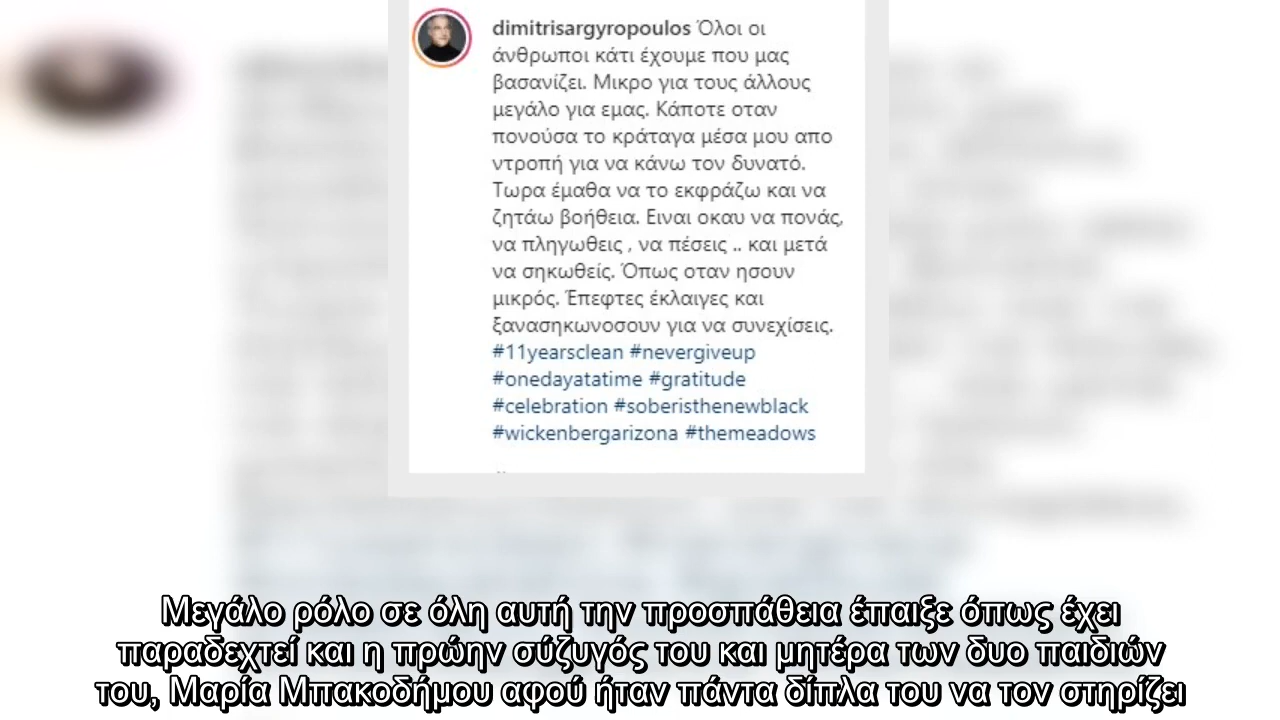 dimitrisargyropoulos Όλοι οι
άνθρωποι κάτι έχουμε που μας
βασανίζει. Μικρο για τους άλλους
μεγάλο για εμας. Κάποτε οταν
πονούσα το κράταγα μέσα μου απο
ντροπή για να κάνω τον δυνατό.
Τωρα έμαθα να το εκφράζω και να
ζητάω βοήθεια. Ειναι οκαυ να πονάς,
να πληγωθεις , να πέσεις .. και μετά
να σηκωθείς. Όπως οταν ησουν
μικρός. Έπεφτες έκλαιγες και
ξανασηκωνοσουν για να συνεχίσεις.
#11yearsclean #nevergiveup
#onedayatatime #gratitude
#celebration #soberisthenewblack
#wickenbergarizona #themeadows
Μεγάλο ρόλο σε όλη αυτή την προσπάθεια έπαιξε όπως έχει
παραδεχτεί και η πρώην σύζυγός του και μητέρα των δυο παιδιών
του, Μαρία Μπακοδήμου αφού ήταν πάντα δίπλα του να τον στηρίζει